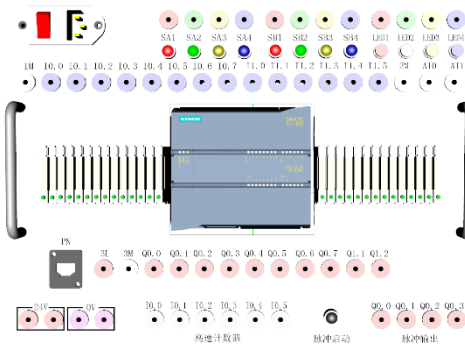 SA1 SA2 SA3 SA4 SB1 SB2 SB3 SB4 LED1 LED2 LED3 LED4
1M I0.0 I0.1 I0.2 I0.3 I0.4 I0.5 I0.6 I0.7 I1.0 I1.1 I1.2 I1.3 I1.4 I1.5 2M AI0 AI1
SIEMENS
PN 3L 3M Q0.0 Q0.1 Q0.2 Q0.3 Q0.4 Q0.5 Q0.6 Q0.7 Q1.1 Q1.2
24V 0V I0.0 I0.1 I0.2 I0.3 I0.4 I0.5 Q0.0 Q0.1 Q0.2 Q0.3
高速计数器 脉冲启动 脉冲输出